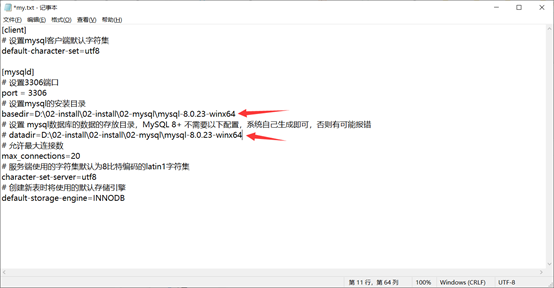 *my.txt - 记事本
文件(F) 编辑(E) 格式(O) 查看(V) 帮助(H)
[client]
# 设置mysql客户端默认字符集
default-character-set=utf8
[mysqld]
# 设置3306端口
port = 3306
# 设置mysql的安装目录
basedir=D:\02-install\02-install\02-mysql\mysql-8.0.23-winx64
# 设置 mysql数据库的数据的存放目录，MySQL 8+ 不需要以下配置，系统自己生成即可，否则有可能报错
# datadir=D:\02-install\02-install\02-mysql\mysql-8.0.23-winx64
# 允许最大连接数
max_connections=20
# 服务端使用的字符集默认为8比特编码的latin1字符集
character-set-server=utf8
# 创建新表时将使用的默认存储引擎
default-storage-engine=INNODB
第 11 行，第 64 列 100% Windows (CRLF) UTF-8